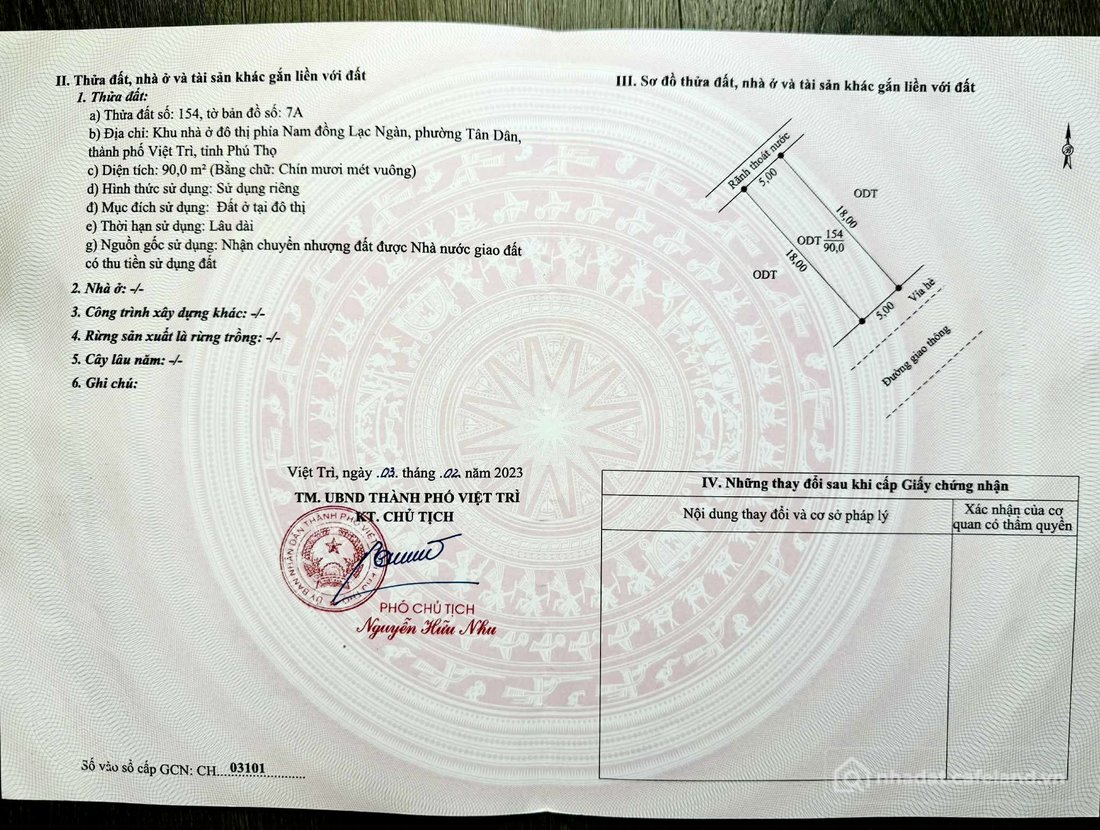 II. Thửa đất, nhà ở và tài sản khác gắn liền với đất
1. Thửa đất:
a) Thửa đất số: 154, tờ bản đồ số: 7A
b) Địa chỉ: Khu nhà ở đô thị phía Nam đồng Lạc Ngàn, phường Tân Dân,
thành phố Việt Trì, tỉnh Phú Thọ
c) Diện tích: 90,0 m² (Bằng chữ: Chín mươi mét vuông)
d) Hình thức sử dụng: Sử dụng riêng
đ) Mục đích sử dụng: Đất ở tại đô thị
e) Thời hạn sử dụng: Lâu dài
g) Nguồn gốc sử dụng: Nhận chuyển nhượng đất được Nhà nước giao đất
có thu tiền sử dụng đất
2. Nhà ở: -/-
3. Công trình xây dựng khác: -/-
4. Rừng sản xuất là rừng trồng: -/-
5. Cây lâu năm: -/-
6. Ghi chú:
Việt Trì, ngày .03. tháng .02. năm 2023
TM. UBND THÀNH PHỐ VIỆT TRÌ
KT. CHỦ TỊCH
ỦY BAN NHÂN DÂN THÀNH PHỐ VIỆT
PHÚ THỌ
PHÓ CHỦ TỊCH
Nguyễn Hữu Nhu
Số vào sổ cấp GCN: CH...03101
III. Sơ đồ thửa đất, nhà ở và tài sản khác gắn liền với đất
B
Rãnh thoát nước
5,00
ODT
18,00
ODT 154
90,0
18,00
ODT
5,00
Vỉa hè
Đường giao thông
IV. Những thay đổi sau khi cấp Giấy chứng nhận
Nội dung thay đổi và cơ sở pháp lý
Xác nhận của cơ
quan có thẩm quyền
nhadat.cafeland.vn